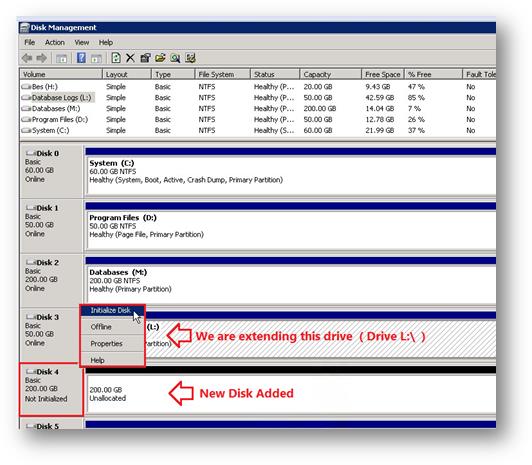 Disk Management
File Action View Help
Volume Layout Type File System Status Capacity Free Space % Free Fault Tole
Bes (H:) Simple Basic NTFS Healthy (P... 20.00 GB 9.43 GB 47 % No
Database Logs (L:) Simple Basic NTFS Healthy (P... 50.00 GB 42.59 GB 85 % No
Databases (M:) Simple Basic NTFS Healthy (P... 200.00 GB 14.04 GB 7 % No
Program Files (D:) Simple Basic NTFS Healthy (P... 50.00 GB 12.78 GB 26 % No
System (C:) Simple Basic NTFS Healthy (S... 60.00 GB 21.99 GB 37 % No
Disk 0
Basic
60.00 GB
Online
System (C:)
60.00 GB NTFS
Healthy (System, Boot, Active, Crash Dump, Primary Partition)
Disk 1
Basic
50.00 GB
Online
Program Files (D:)
50.00 GB NTFS
Healthy (Page File, Primary Partition)
Disk 2
Basic
200.00 GB
Online
Databases (M:)
200.00 GB NTFS
Healthy (Primary Partition)
Disk 3
Basic
50.00 GB
Online
Initialize Disk
Offline
Properties
Help
(L:)
artition)
We are extending this drive ( Drive L:\ )
Disk 4
Basic
200.00 GB
Not Initialized
200.00 GB
Unallocated
New Disk Added
Disk 5